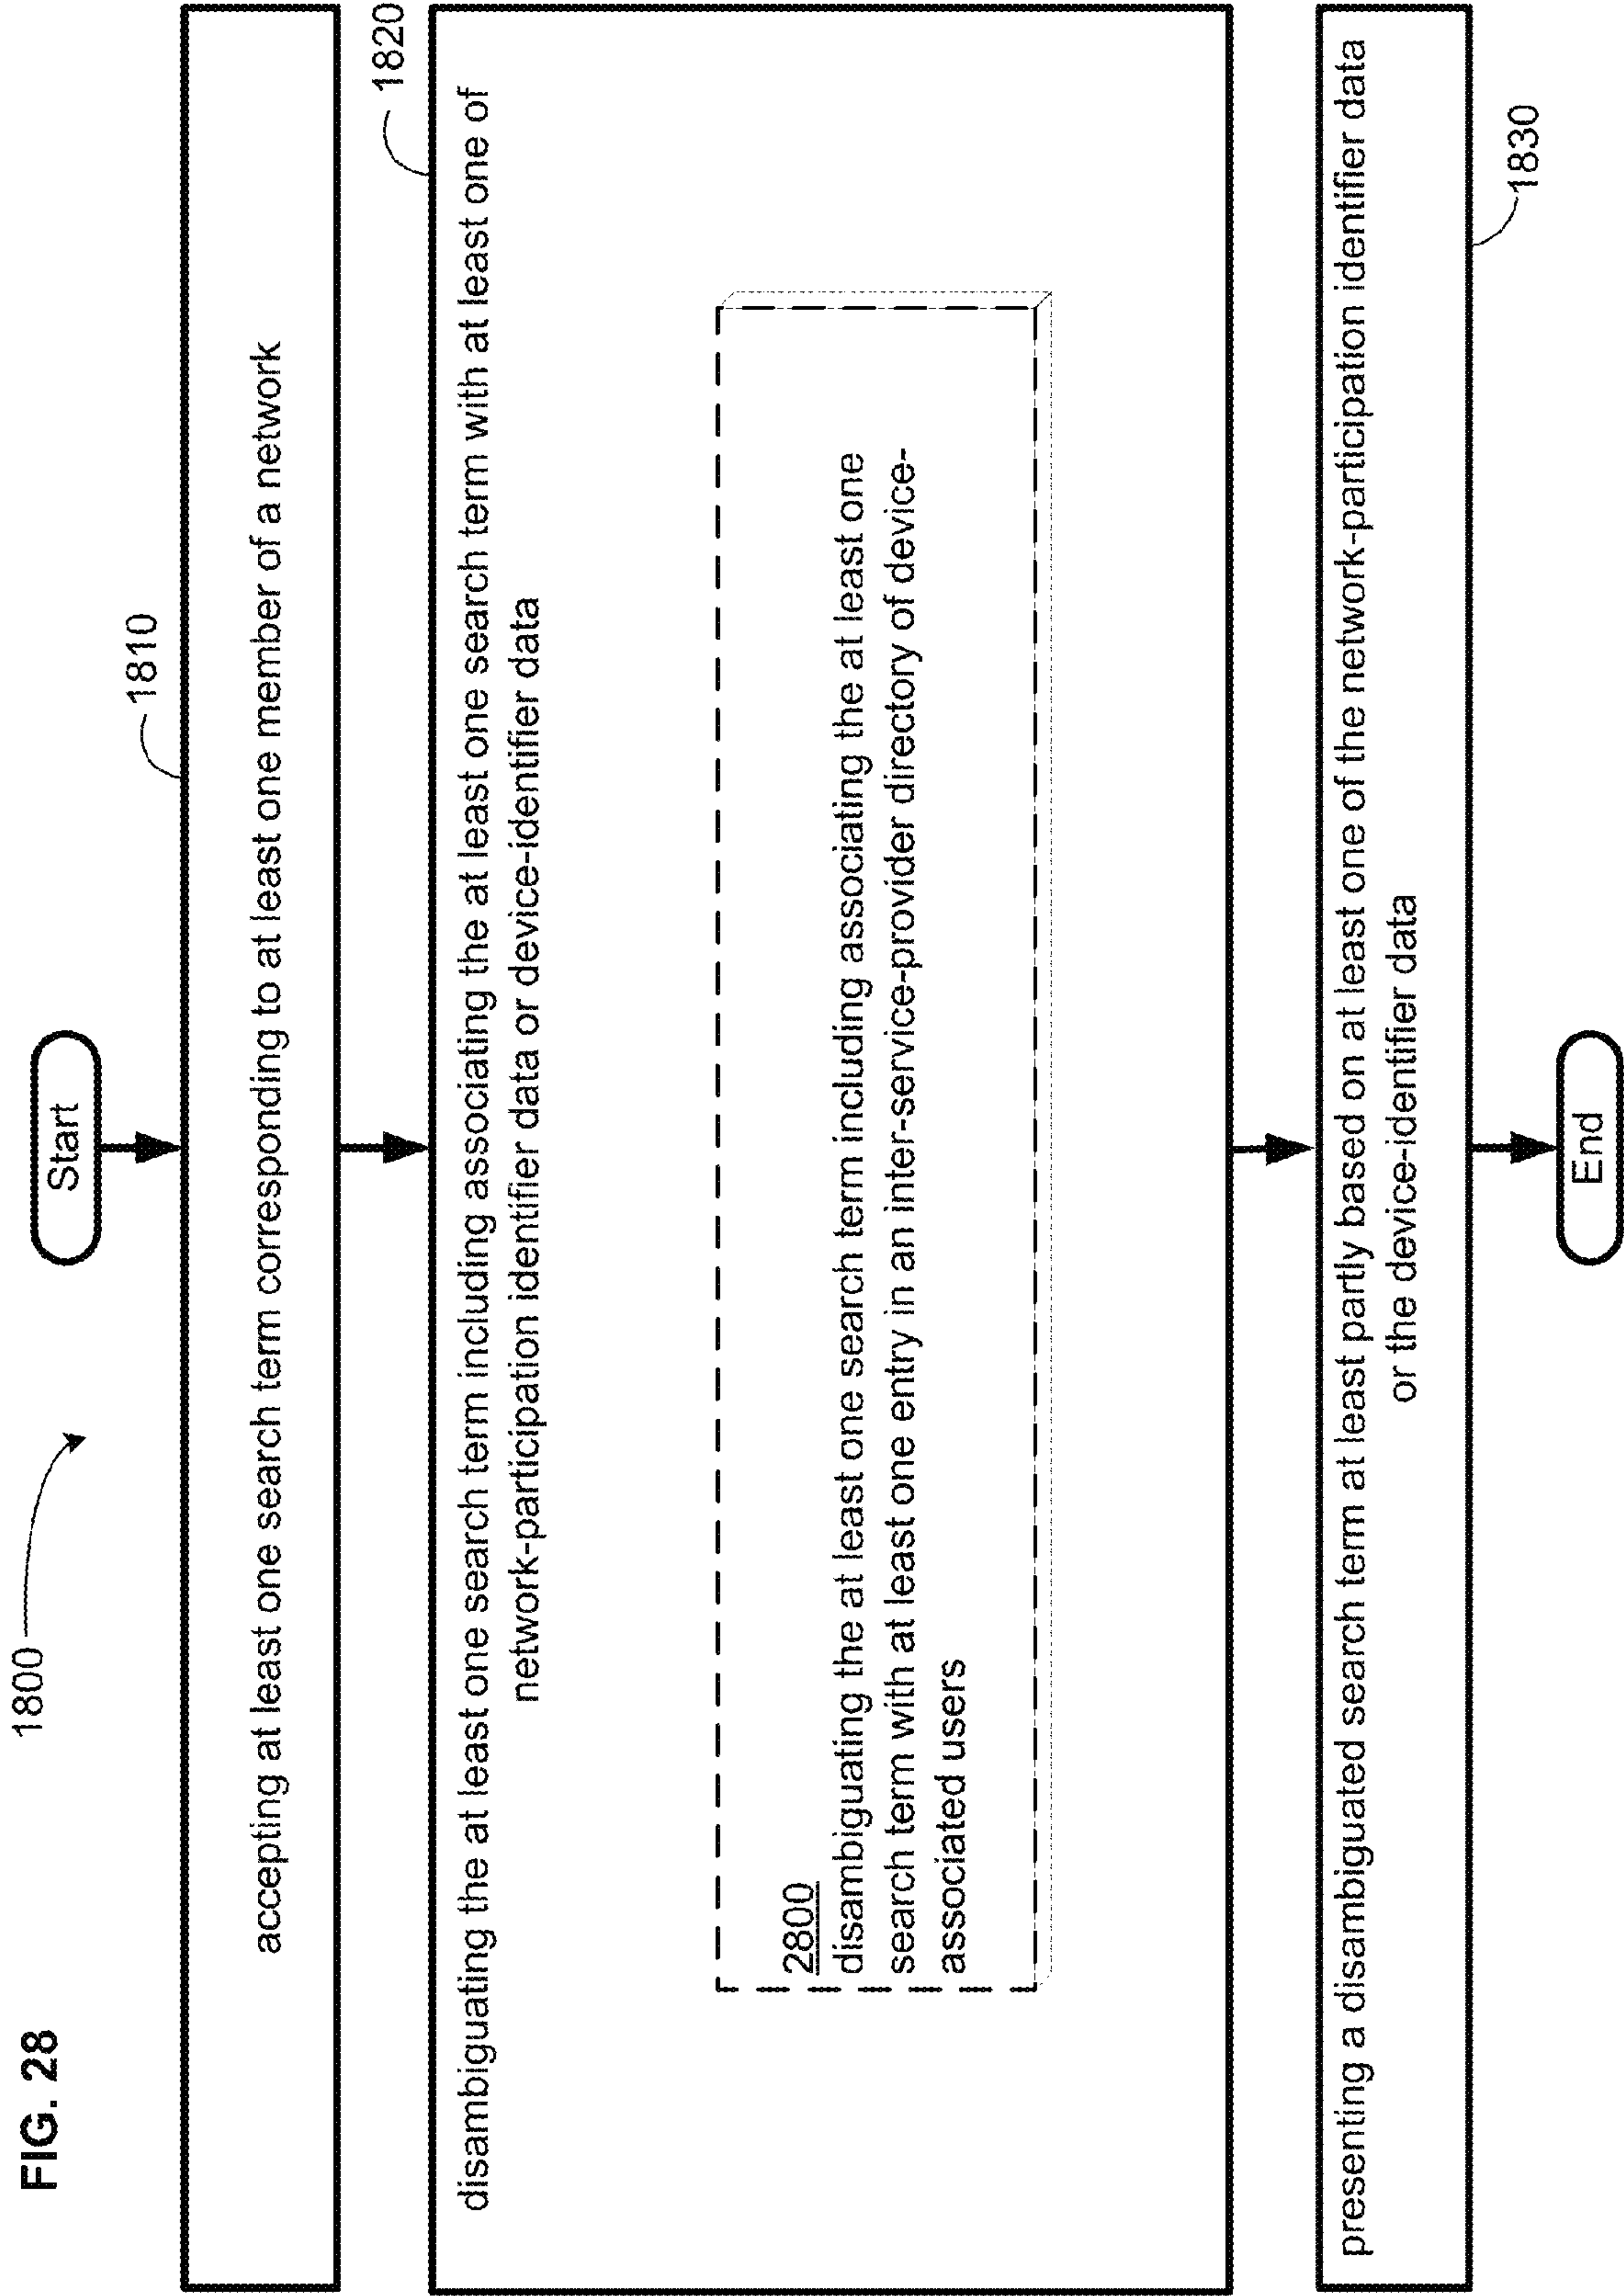 FIG. 28
1800
Start
1810
accepting at least one search term corresponding to at least one member of a network
1820
disambiguating the at least one search term including associating the at least one search term with at least one of
network-participation identifier data or device-identifier data
2800
disambiguating the at least one search term including associating the at least one
search term with at least one entry in an inter-service-provider directory of device-
associated users
presenting a disambiguated search term at least partly based on at least one of the network-participation identifier data
or the device-identifier data
1830
End